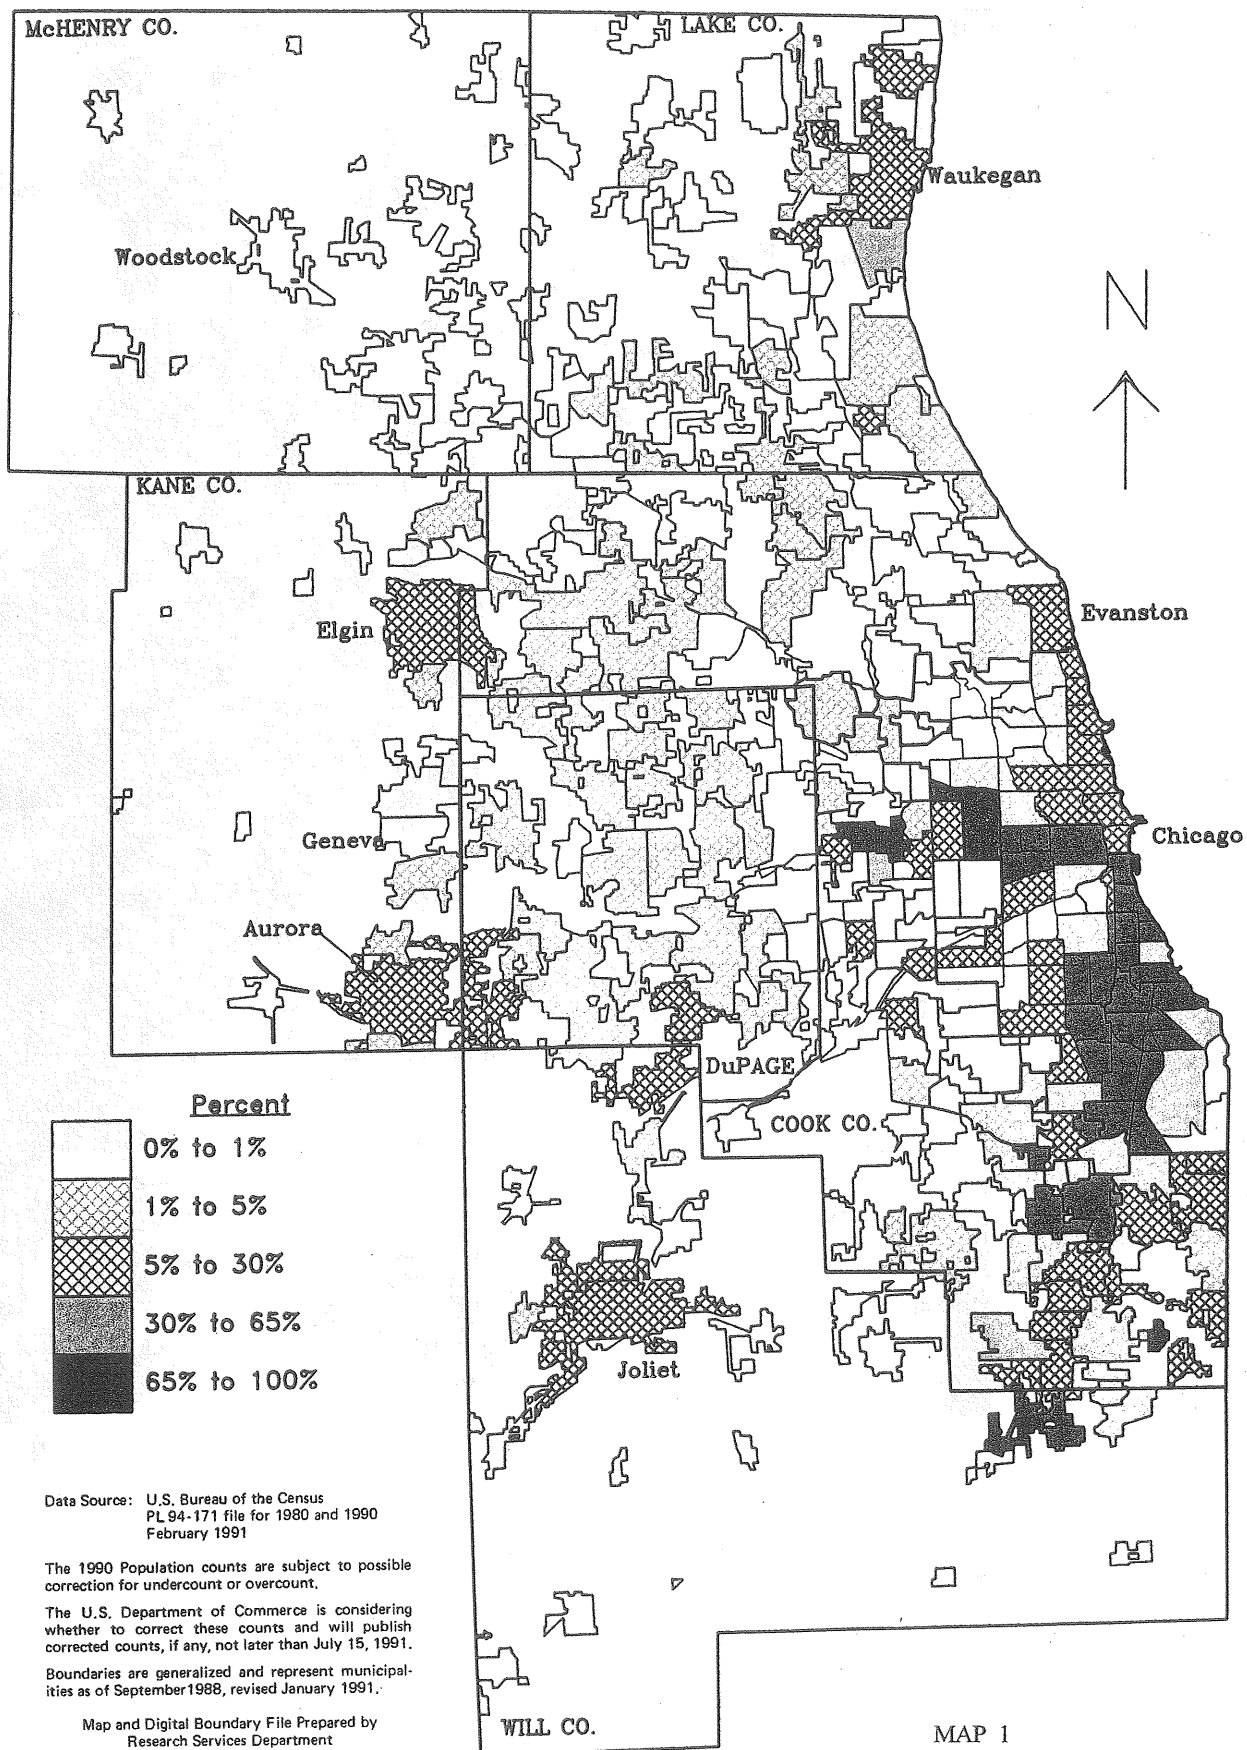 McHENRY CO.
LAKE CO.
Waukegan
Woodstock
N
KANE CO.
Elgin
Evanston
Geneva
Chicago
Aurora
DuPAGE
COOK CO.
Percent
0% to 1%
1% to 5%
5% to 30%
30% to 65%
65% to 100%
Joliet
Data Source: U.S. Bureau of the Census
PL 94-171 file for 1980 and 1990
February 1991
The 1990 Population counts are subject to possible
correction for undercount or overcount.
The U.S. Department of Commerce is considering
whether to correct these counts and will publish
corrected counts, if any, not later than July 15, 1991.
Boundaries are generalized and represent municipal-
ities as of September1988, revised January 1991.
Map and Digital Boundary File Prepared by
Research Services Department
WILL CO.
MAP 1